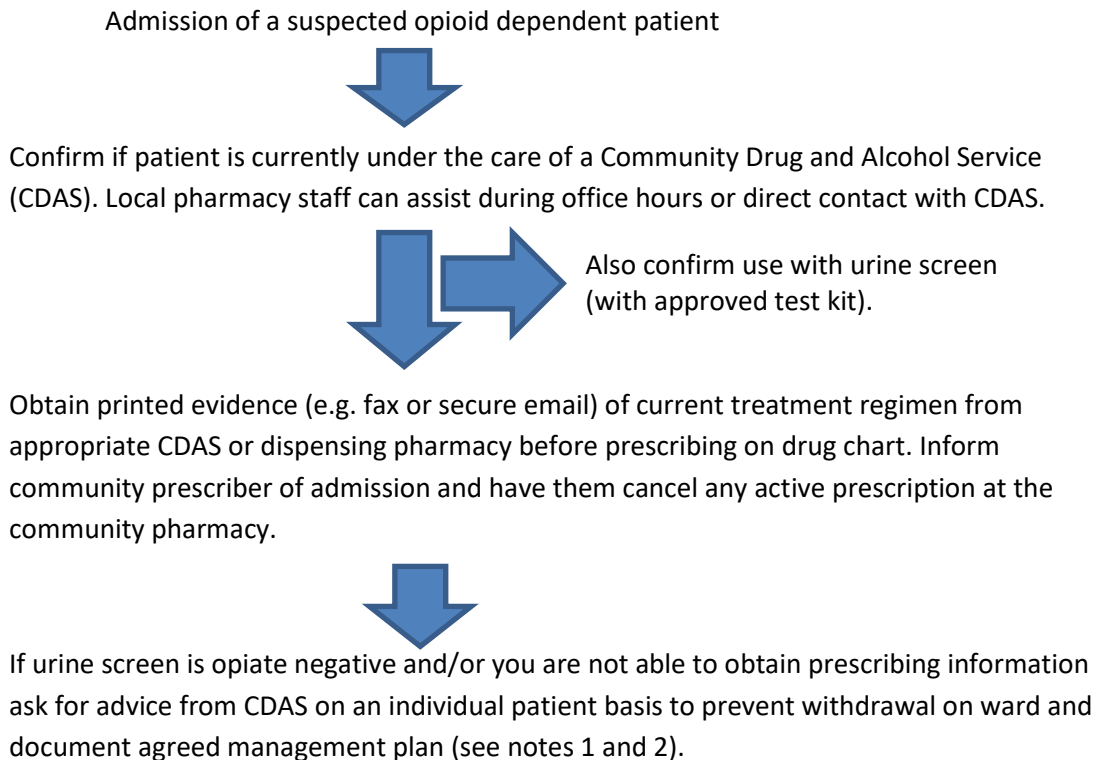 Admission of a suspected opioid dependent patient
Confirm if patient is currently under the care of a Community Drug and Alcohol Service
(CDAS). Local pharmacy staff can assist during office hours or direct contact with CDAS.
Also confirm use with urine screen
(with approved test kit).
Obtain printed evidence (e.g. fax or secure email) of current treatment regimen from
appropriate CDAS or dispensing pharmacy before prescribing on drug chart. Inform
community prescriber of admission and have them cancel any active prescription at the
community pharmacy.
If urine screen is opiate negative and/or you are not able to obtain prescribing information
ask for advice from CDAS on an individual patient basis to prevent withdrawal on ward and
document agreed management plan (see notes 1 and 2).